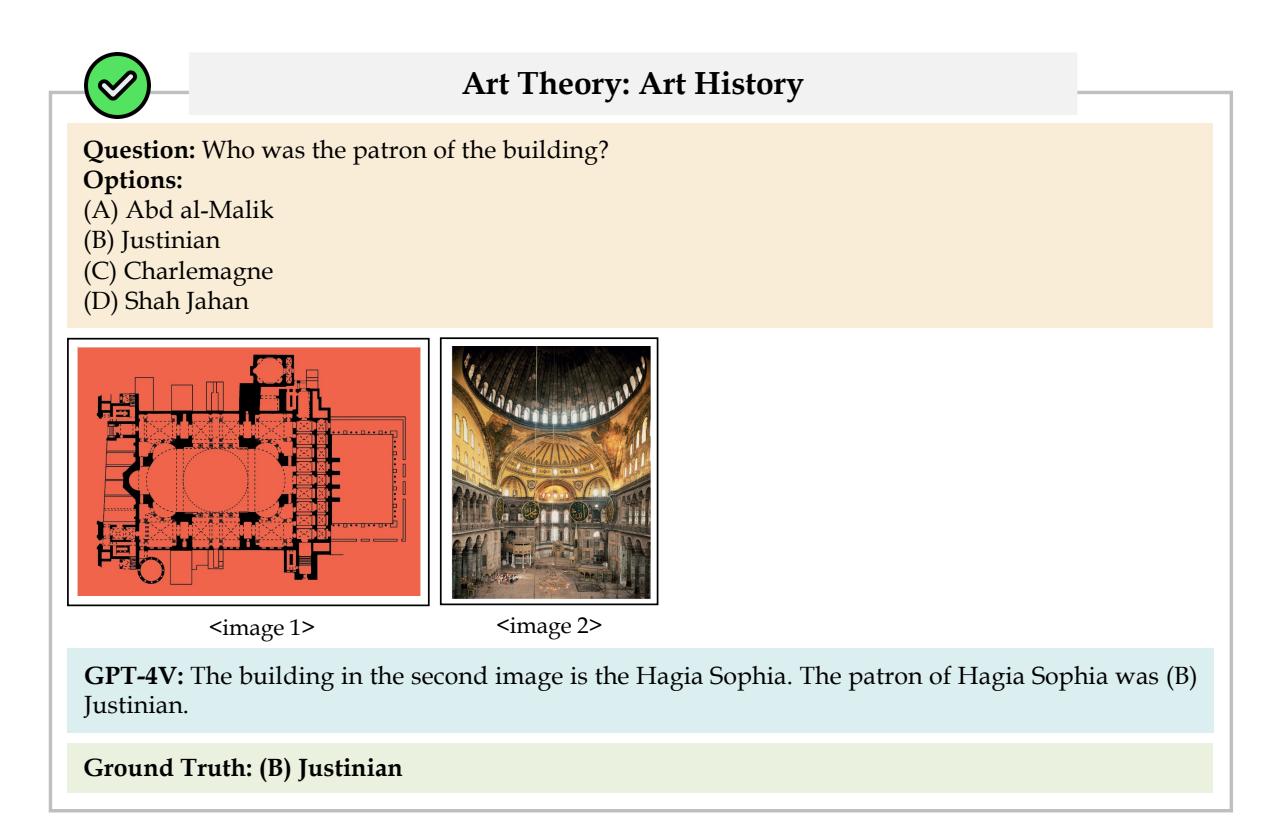 Art Theory: Art History
Question: Who was the patron of the building?
Options:
(A) Abd al-Malik
(B) Justinian
(C) Charlemagne
(D) Shah Jahan
<image 1>
<image 2>
GPT-4V: The building in the second image is the Hagia Sophia. The patron of Hagia Sophia was (B)
Justinian.
Ground Truth: (B) Justinian